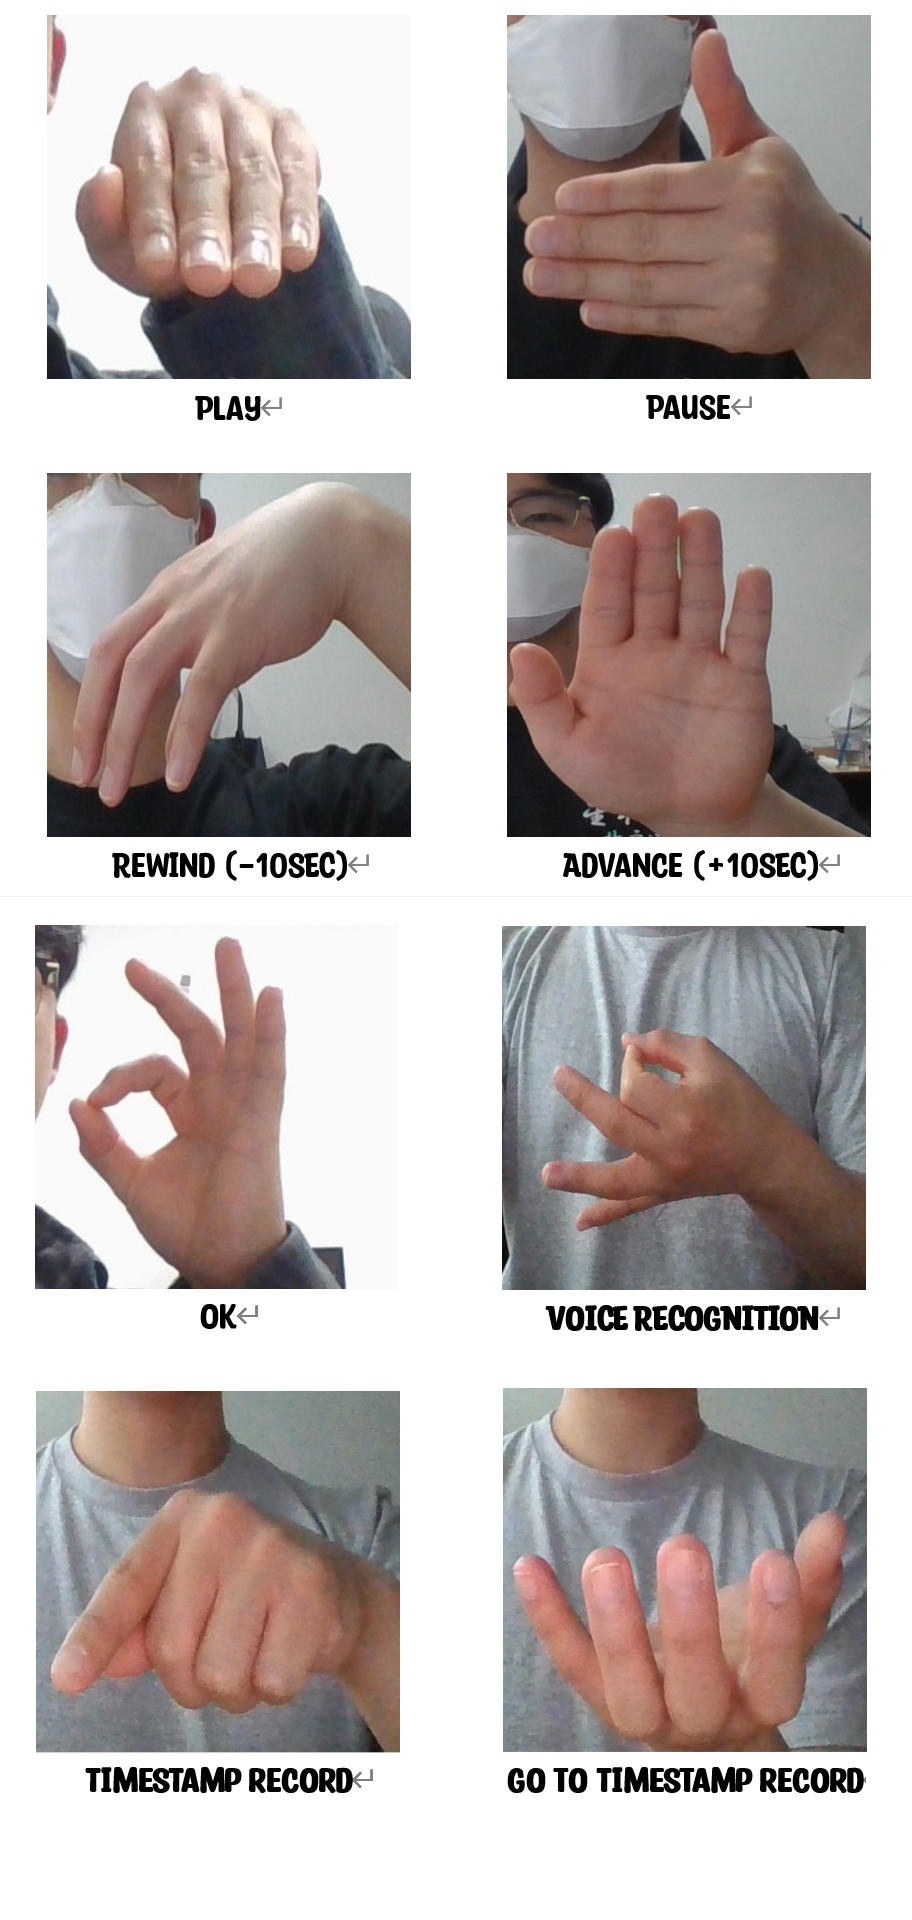 PLAY↵
PAUSE↵
REWIND (-10SEC)↵
ADVANCE (+10SEC)↵
OK↵
VOICE RECOGNITION↵
TIMESTAMP RECORD↵
GO TO TIMESTAMP RECORD